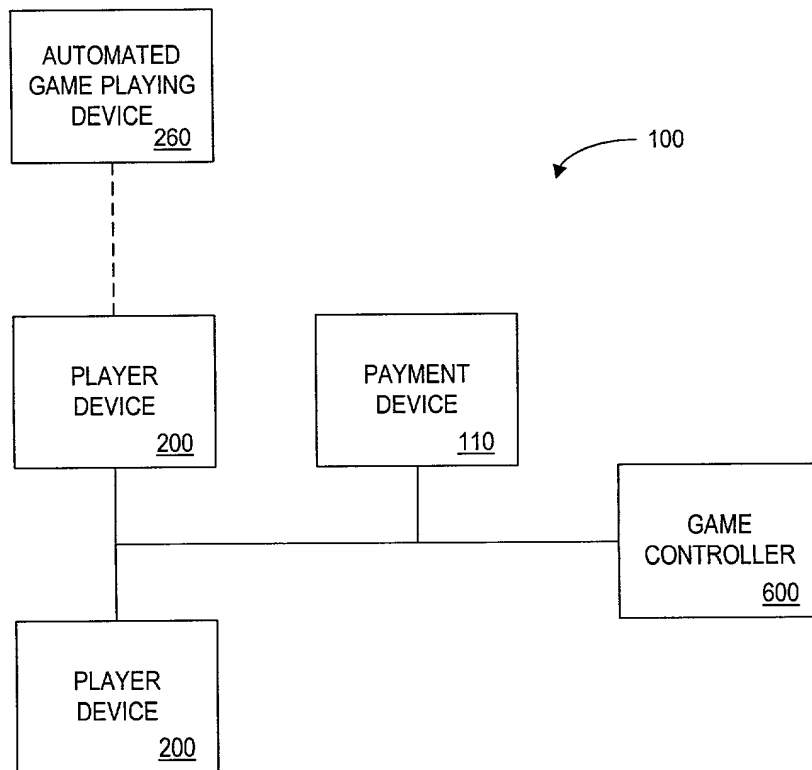 AUTOMATED
GAME PLAYING
DEVICE
260
100
PLAYER
DEVICE
200
PAYMENT
DEVICE
110
GAME
CONTROLLER
600
PLAYER
DEVICE
200